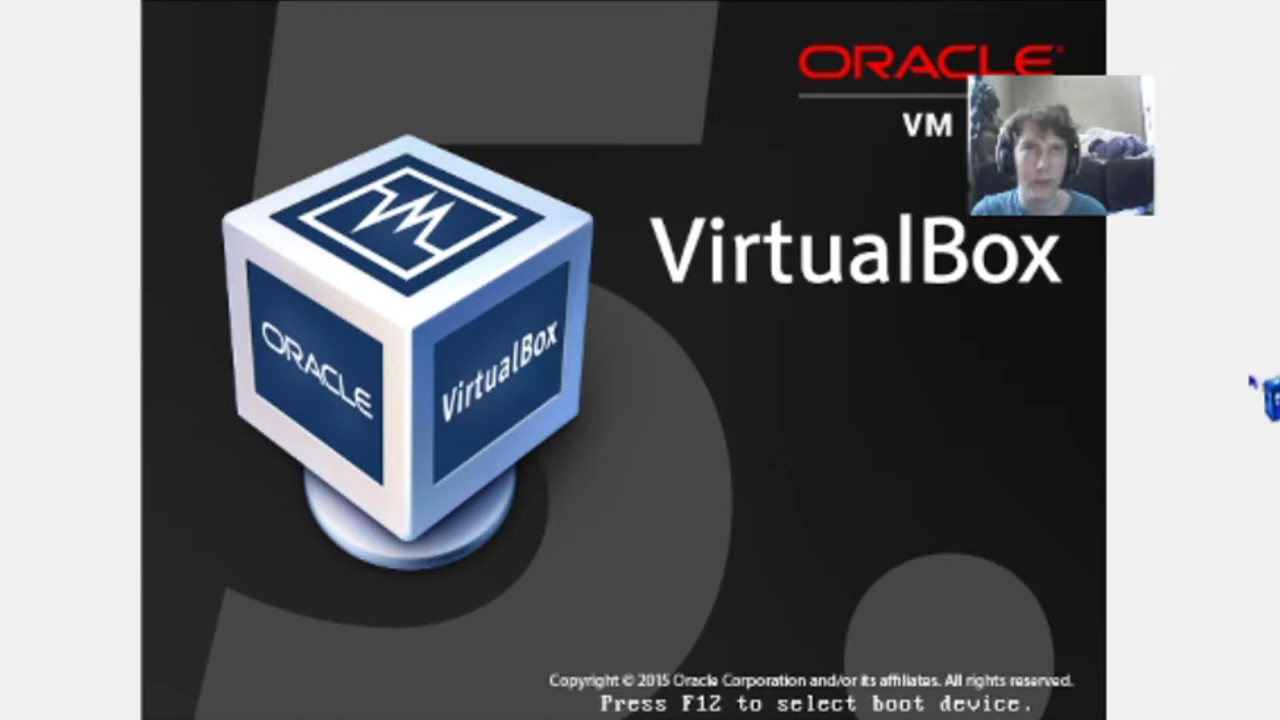 ORACLE
VM
VirtualBox
ORACLE
VirtualBox
Copyright © 2015 Oracle Corporation and/or its affiliates. All rights reserved.
Press F12 to select boot device.